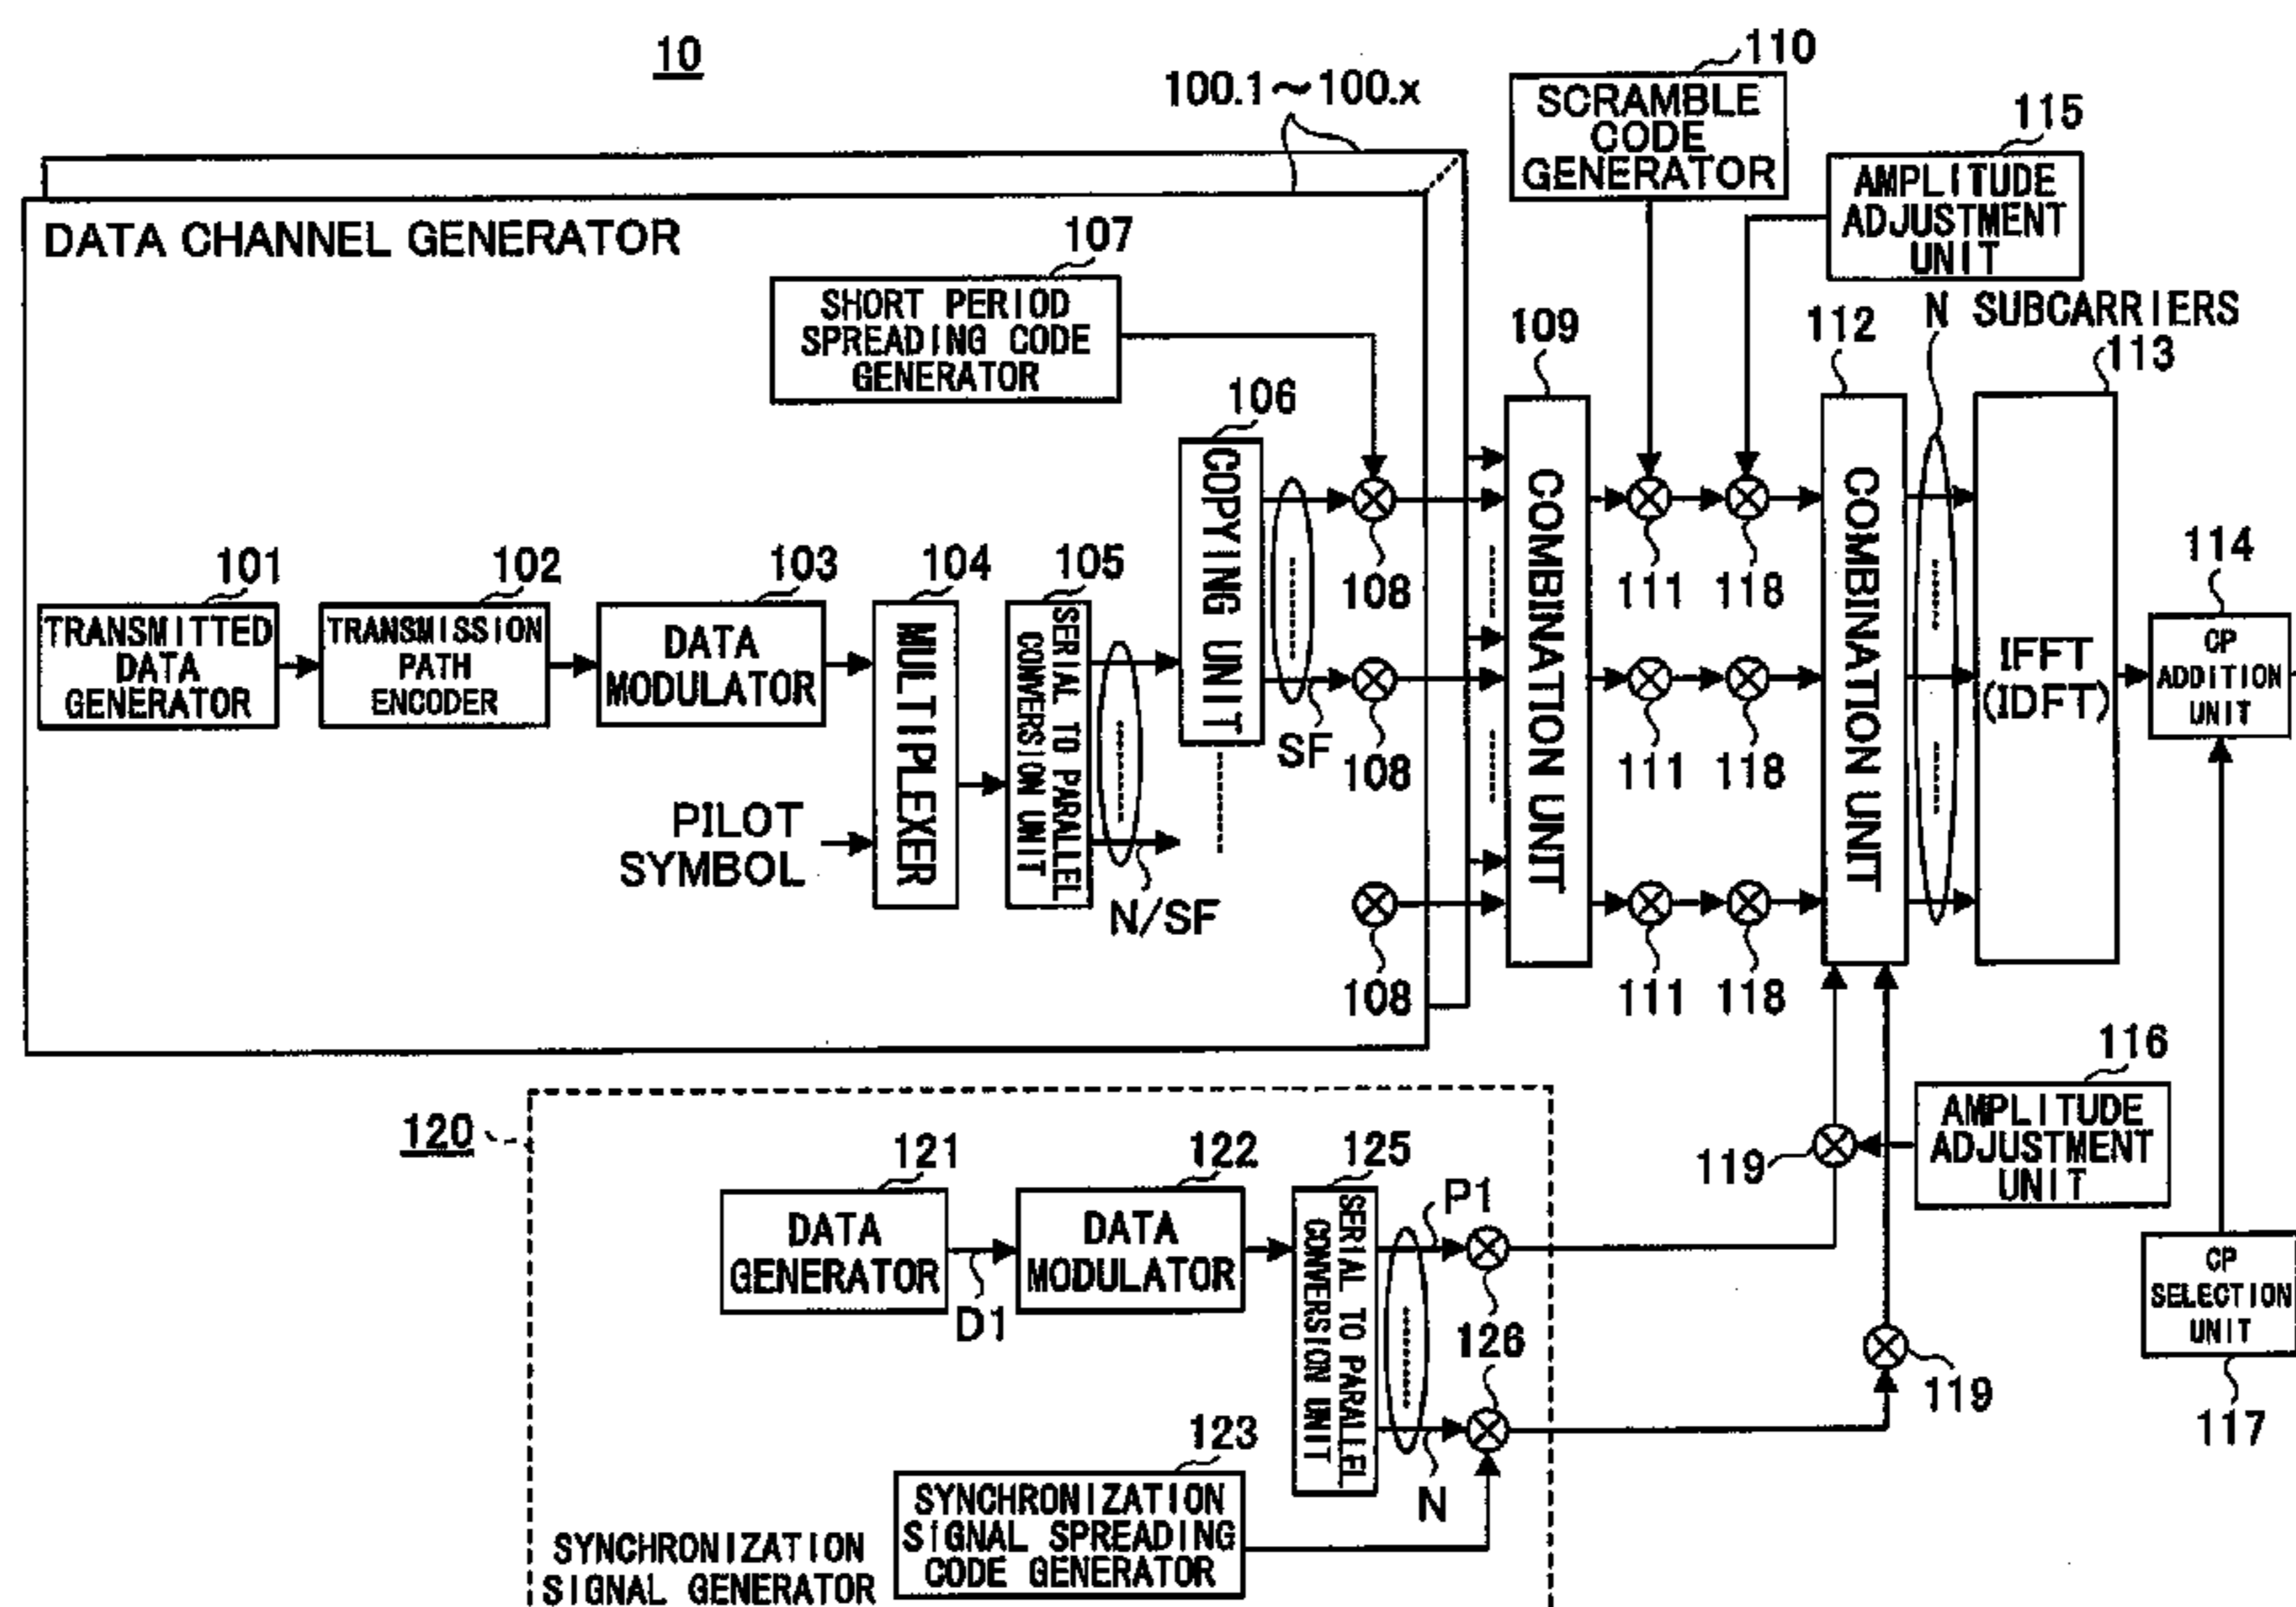 10
100.1~100.x
110
SCRAMBLE
CODE
GENERATOR
115
AMPLITUDE
ADJUSTMENT
UNIT
DATA CHANNEL GENERATOR
107
SHORT PERIOD
SPREADING CODE
GENERATOR
109
COMBINATION UNIT
112
COMBINATION UNIT
N SUBCARRIERS
113
IFFT
(IDFT)
106
COPYING UNIT
SF
108
108
108
111
111
111
118
118
118
101
TRANSMITTED
DATA
GENERATOR
102
TRANSMISSION
PATH
ENCODER
103
DATA
MODULATOR
104
MULTIPLEXER
105
SERIAL TO PARALLEL
CONVERSION UNIT
N/SF
PILOT
SYMBOL
114
CP
ADDITION
UNIT
116
AMPLITUDE
ADJUSTMENT
UNIT
119
119
CP
SELECTION
UNIT
117
120
121
DATA
GENERATOR
D1
122
DATA
MODULATOR
125
SERIAL TO PARALLEL
CONVERSION UNIT
P1
126
N
123
SYNCHRONIZATION
SIGNAL SPREADING
CODE GENERATOR
SYNCHRONIZATION
SIGNAL GENERATOR